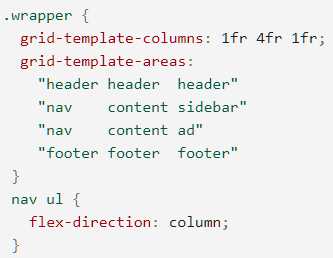 .wrapper {
  grid-template-columns: 1fr 4fr 1fr;
  grid-template-areas:
    "header header  header"
    "nav    content sidebar"
    "nav    content ad"
    "footer footer  footer"
 }
 nav ul {
   flex-direction: column;
 }